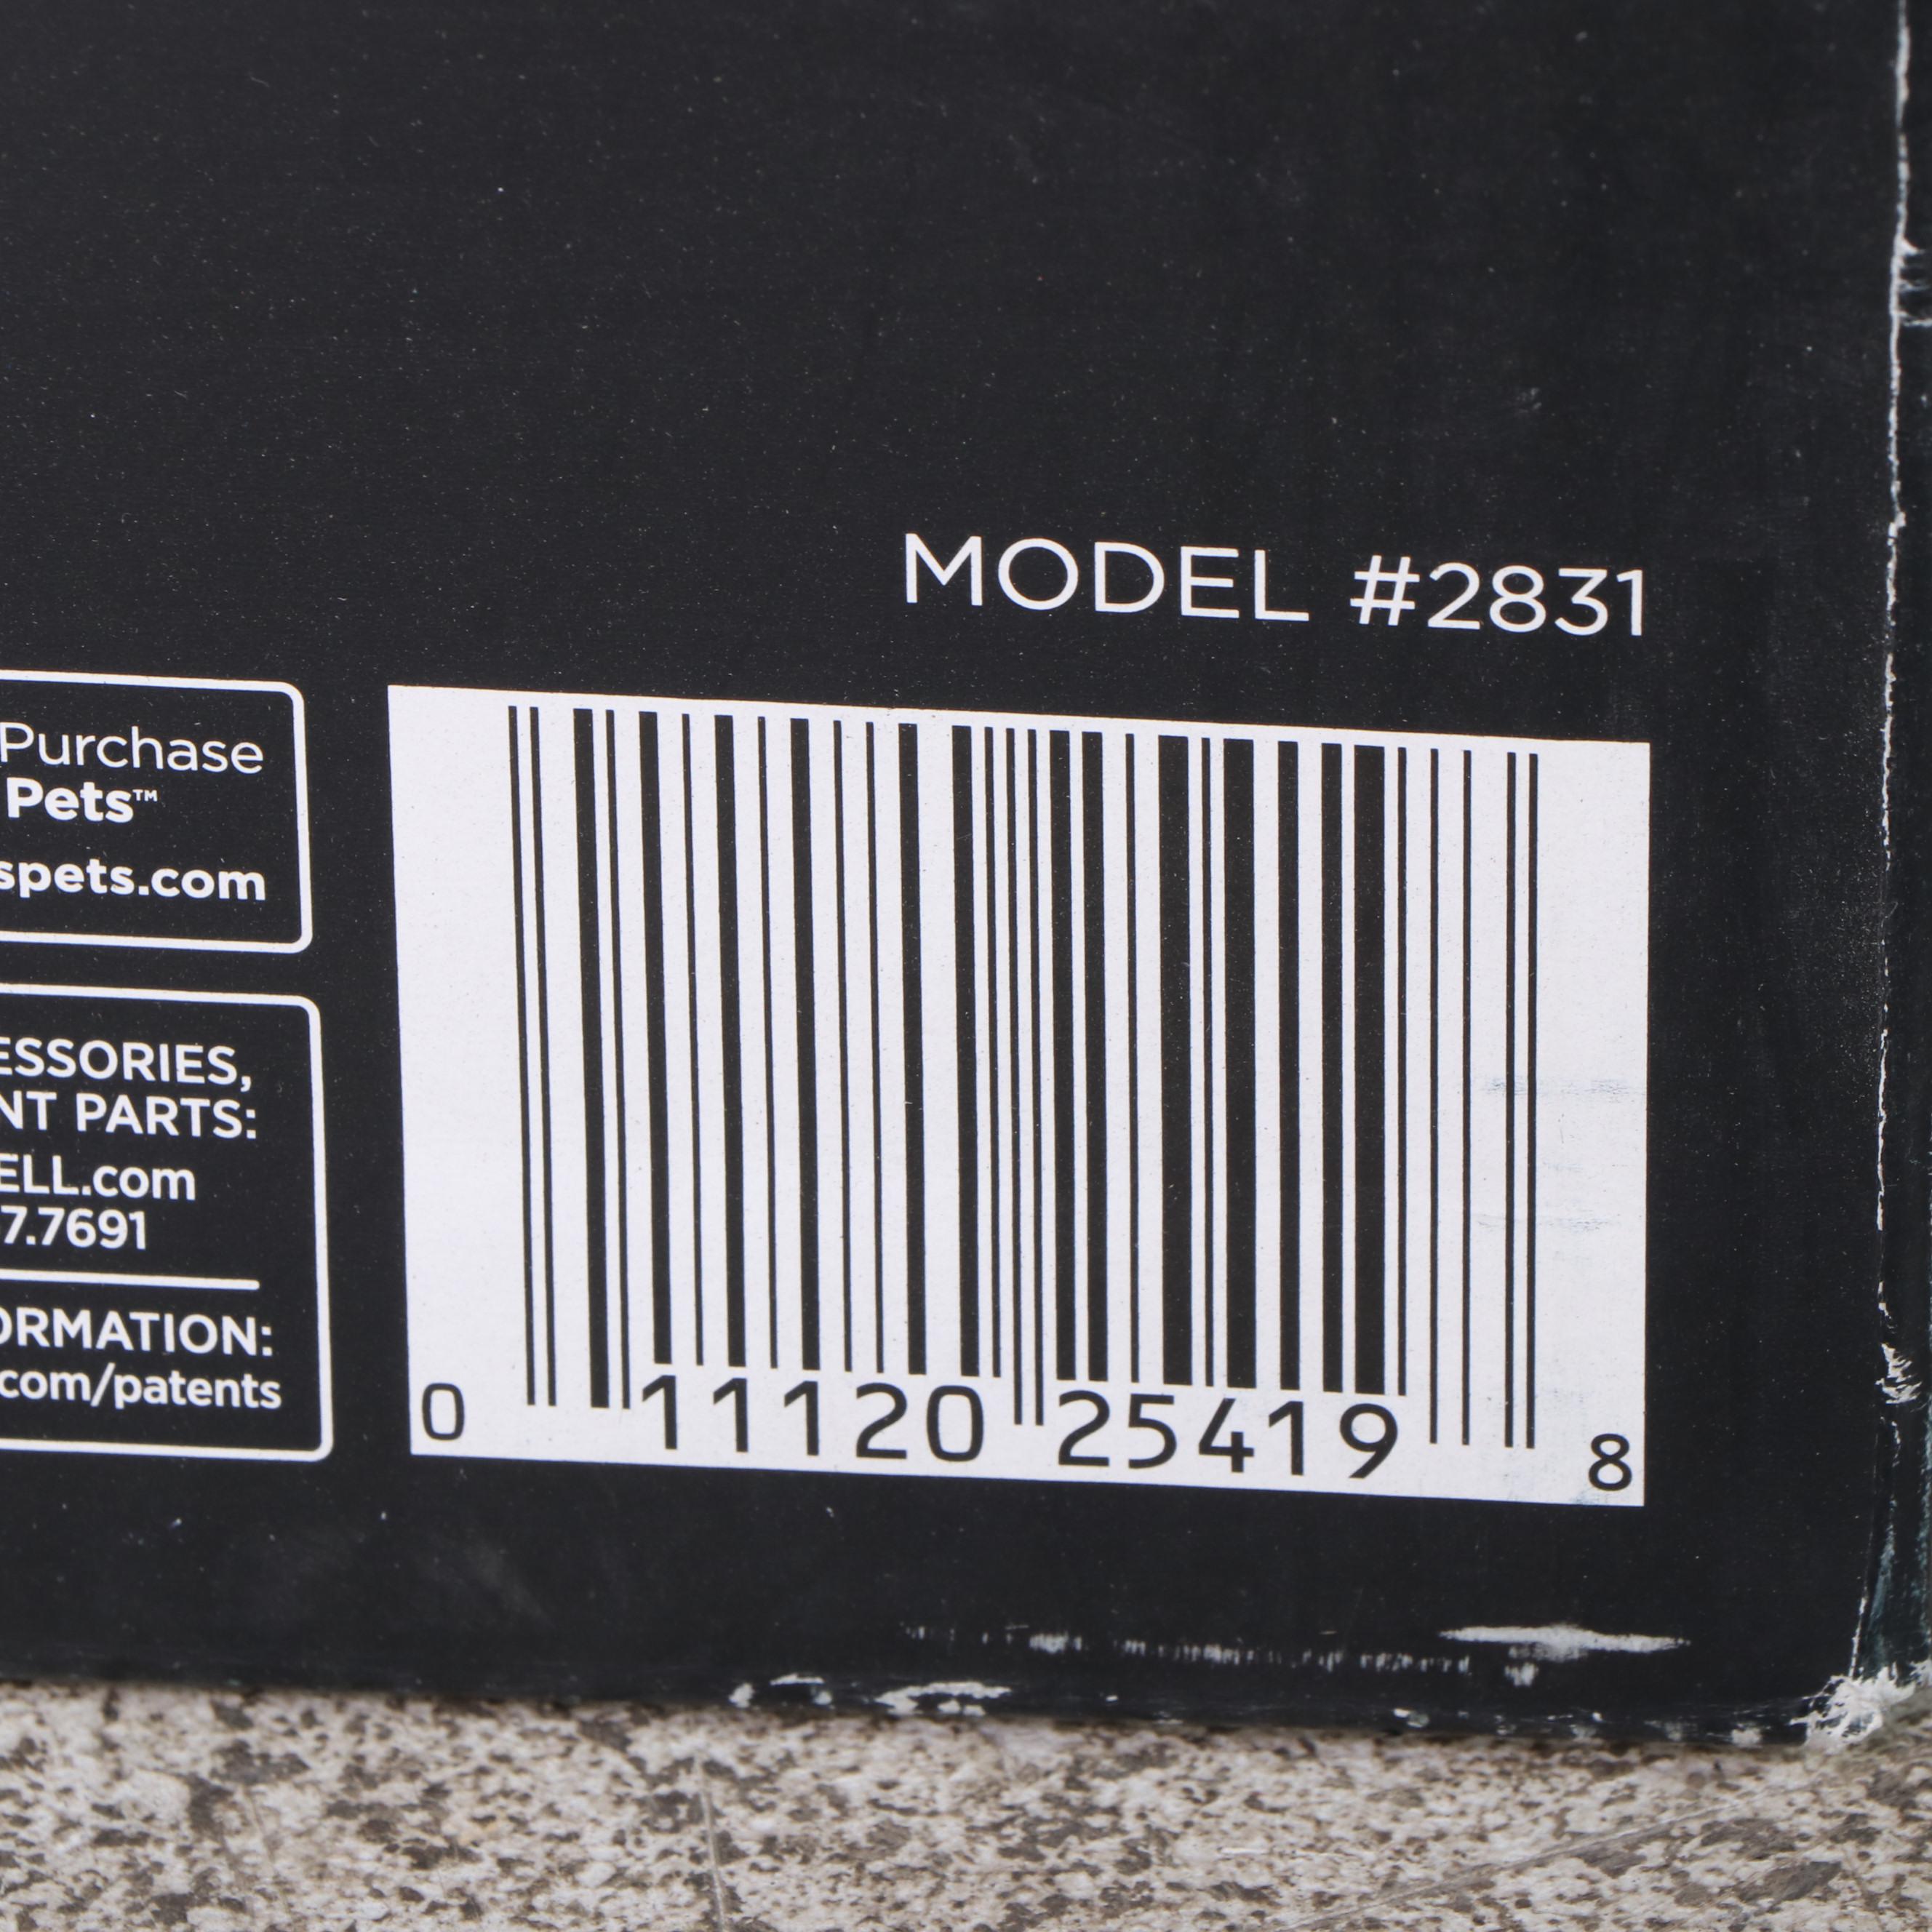 MODEL #2831
Purchase
Pets™
spets.com
ESSORIES,
NT PARTS:
ELL.com
7.7691
ORMATION:
com/patents
0 11120 25419 8